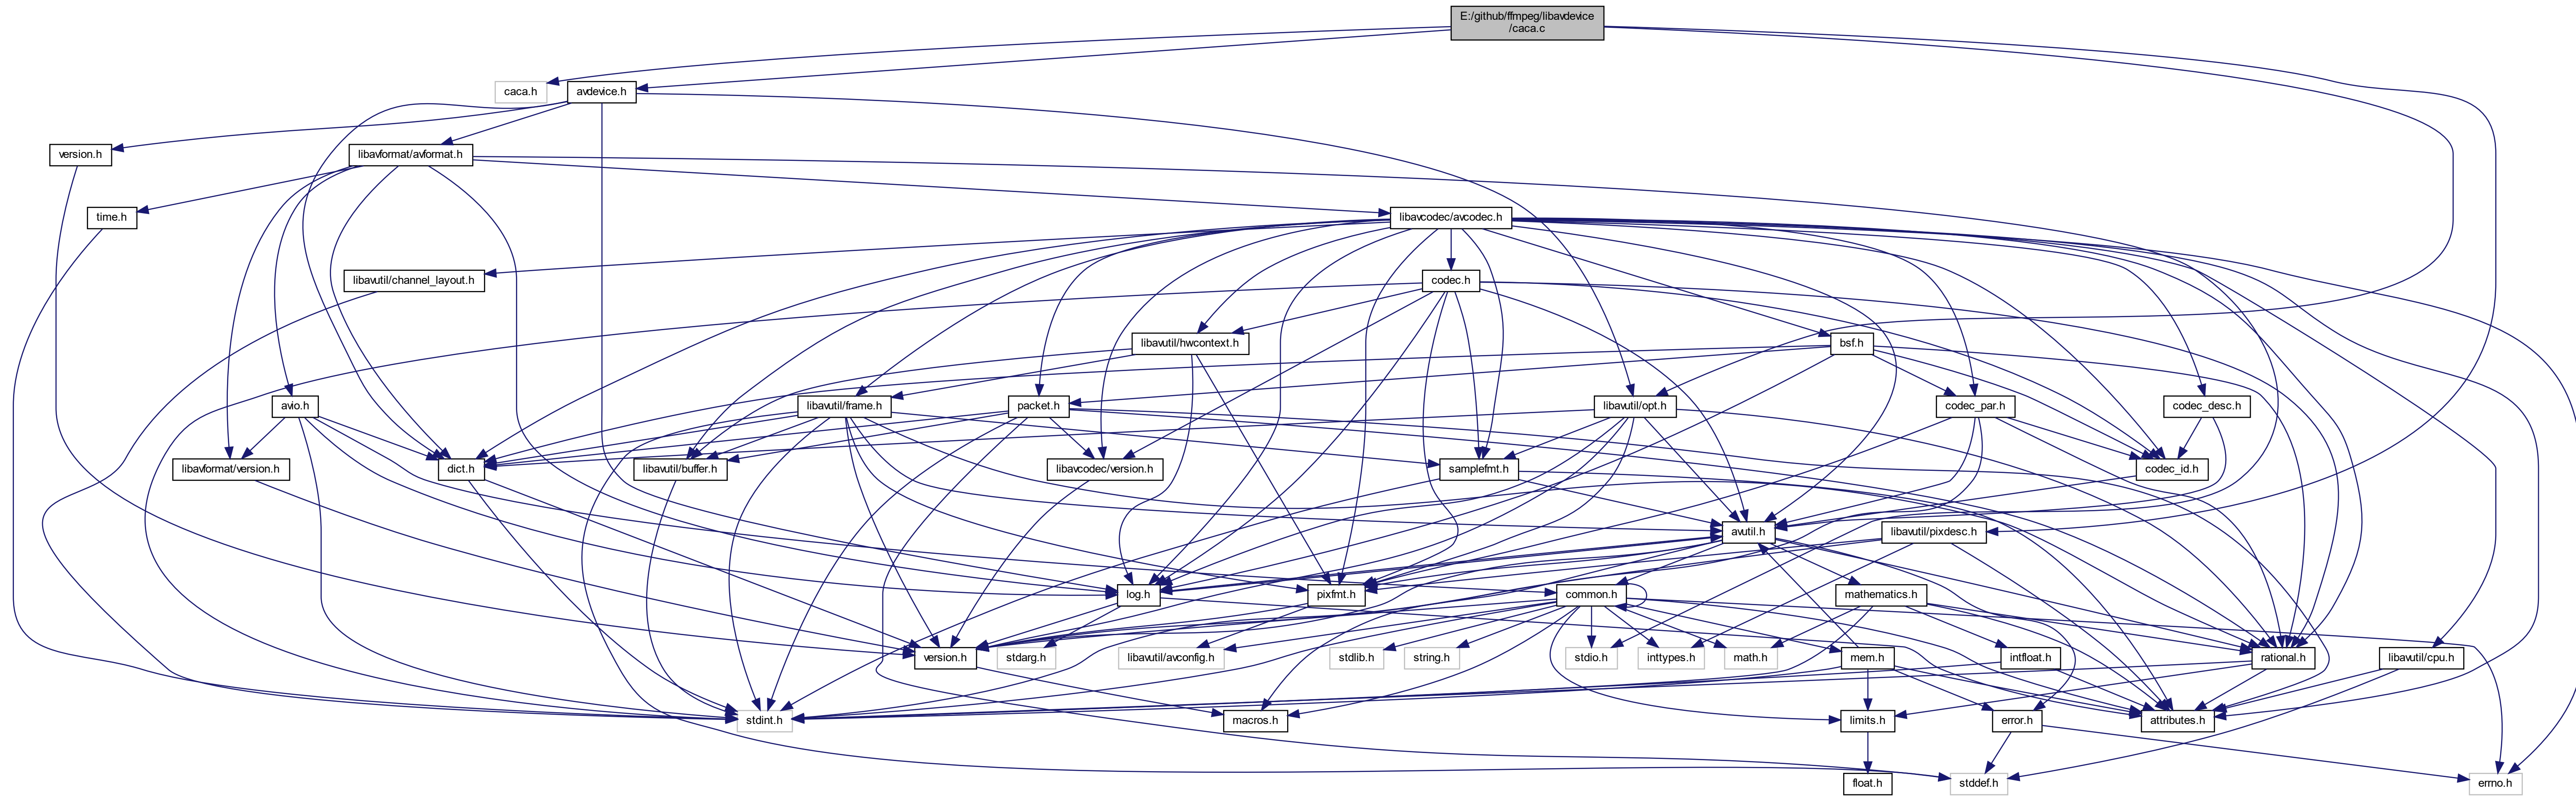 E:/github/ffmpeg/libavdevice
/caca.c
caca.h
avdevice.h
version.h
libavformat/avformat.h
time.h
libavcodec/avcodec.h
libavutil/channel_layout.h
codec.h
libavutil/hwcontext.h
bsf.h
avio.h
libavutil/frame.h
packet.h
libavutil/opt.h
codec_par.h
codec_desc.h
libavformat/version.h
dict.h
libavutil/buffer.h
libavcodec/version.h
samplefmt.h
codec_id.h
avutil.h
libavutil/pixdesc.h
log.h
pixfmt.h
common.h
mathematics.h
version.h
stdarg.h
libavutil/avconfig.h
stdlib.h
string.h
stdio.h
inttypes.h
math.h
mem.h
intfloat.h
rational.h
libavutil/cpu.h
stdint.h
macros.h
limits.h
error.h
attributes.h
float.h
stddef.h
errno.h